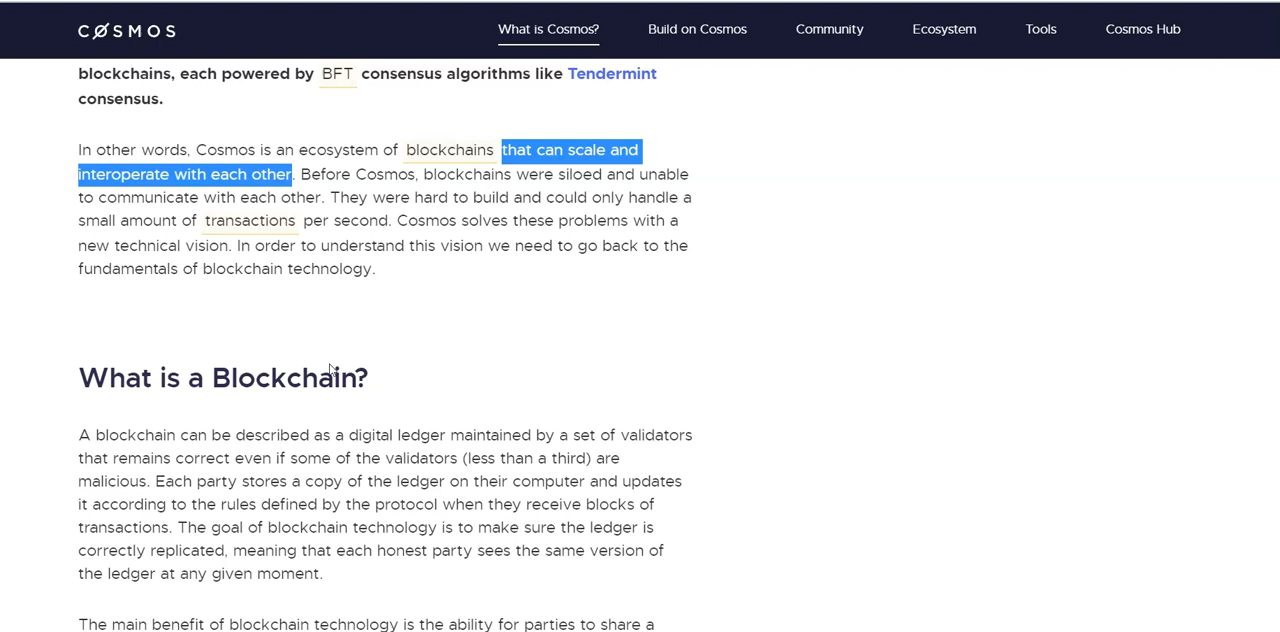 COSMOS
What is Cosmos?
Build on Cosmos
Community
Ecosystem
Tools
Cosmos Hub
blockchains, each powered by BFT consensus algorithms like Tendermint
consensus.
In other words, Cosmos is an ecosystem of blockchains that can scale and
interoperate with each other. Before Cosmos, blockchains were siloed and unable
to communicate with each other. They were hard to build and could only handle a
small amount of transactions per second. Cosmos solves these problems with a
new technical vision. In order to understand this vision we need to go back to the
fundamentals of blockchain technology.
What is a Blockchain?
A blockchain can be described as a digital ledger maintained by a set of validators
that remains correct even if some of the validators (less than a third) are
malicious. Each party stores a copy of the ledger on their computer and updates
it according to the rules defined by the protocol when they receive blocks of
transactions. The goal of blockchain technology is to make sure the ledger is
correctly replicated, meaning that each honest party sees the same version of
the ledger at any given moment.
The main benefit of blockchain technology is the ability for parties to share a